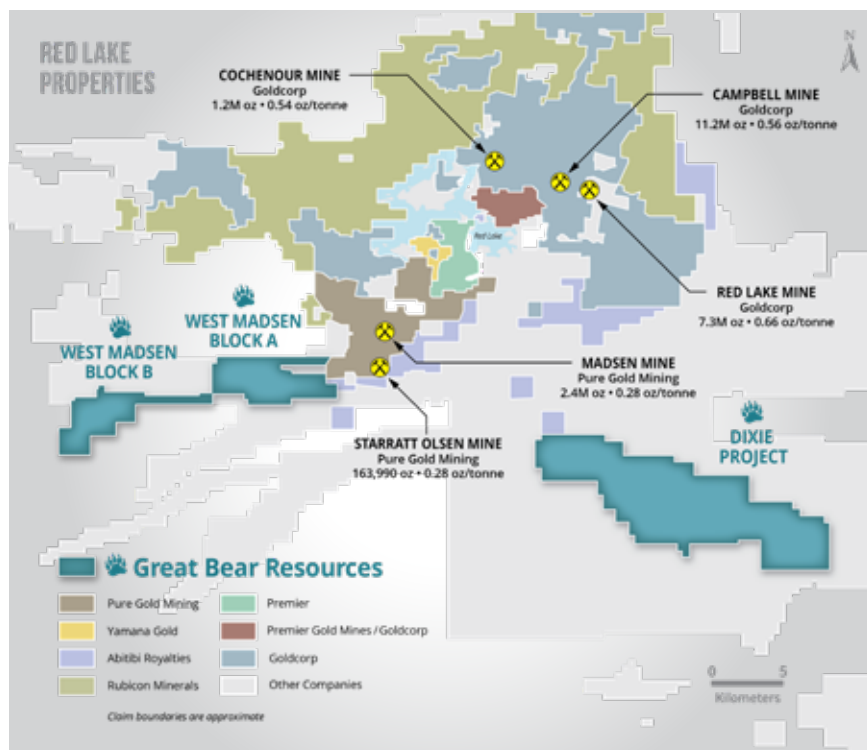 RED LAKE
PROPERTIES
N
COCHENOUR MINE
Goldcorp
1.2M oz • 0.54 oz/tonne
CAMPBELL MINE
Goldcorp
11.2M oz • 0.56 oz/tonne
Red Lake
RED LAKE MINE
Goldcorp
7.3M oz • 0.66 oz/tonne
WEST MADSEN
BLOCK A
WEST MADSEN
BLOCK B
MADSEN MINE
Pure Gold Mining
2.4M oz • 0.28 oz/tonne
STARRATT OLSEN MINE
Pure Gold Mining
163,990 oz • 0.28 oz/tonne
DIXIE
PROJECT
Great Bear Resources
Pure Gold Mining
Premier
Yamana Gold
Premier Gold Mines / Goldcorp
Abitibi Royalties
Goldcorp
Rubicon Minerals
Other Companies
Claim boundaries are approximate
0 5
Kilometers